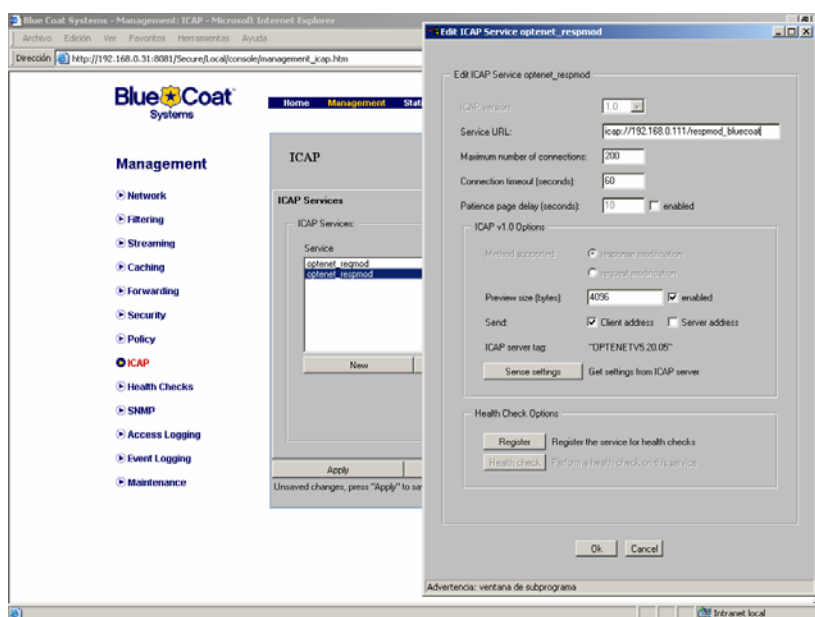 Blue Coat Systems - Management: ICAP - Microsoft Internet Explorer
Archivo Edición Ver Favoritos Herramientas Ayuda
Dirección http://192.168.0.31:8081/Secure/Local/console/management_icap.htm
Blue Coat
Systems
Home Management Stati
Management
Network
Filtering
Streaming
Caching
Forwarding
Security
Policy
ICAP
Health Checks
SNMP
Access Logging
Event Logging
Maintenance
ICAP
ICAP Services
ICAP Services:
Service
optenet_reqmod
optenet_respmod
New
Apply
Unsaved changes, press "Apply" to sa
Edit ICAP Service optenet_respmod
Edit ICAP Service optenet_respmod
ICAP version: 1.0
Service URL: icap://192.168.0.111/respmod_bluecoat
Maximum number of connections: 200
Connection timeout (seconds): 60
Patience page delay (seconds): 10 enabled
ICAP v1.0 Options
Method supported: response modification
request modification
Preview size (bytes): 4096 enabled
Send: Client address Server address
ICAP server tag: "OPTENETV5.20.05"
Sense settings Get settings from ICAP server
Health Check Options
Register Register the service for health checks
Health check Perform a health check on this service
Ok Cancel
Advertencia: ventana de subprograma
Intranet local